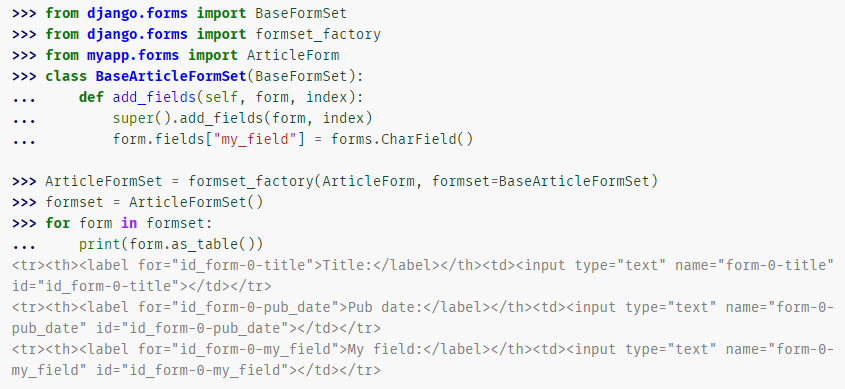 >>> from django.forms import BaseFormSet
>>> from django.forms import formset_factory
>>> from myapp.forms import ArticleForm
>>> class BaseArticleFormSet(BaseFormSet):
...     def add_fields(self, form, index):
...         super().add_fields(form, index)
...         form.fields["my_field"] = forms.CharField()

>>> ArticleFormSet = formset_factory(ArticleForm, formset=BaseArticleFormSet)
>>> formset = ArticleFormSet()
>>> for form in formset:
...     print(form.as_table())
<tr><th><label for="id_form-0-title">Title:</label></th><td><input type="text" name="form-0-title"
id="id_form-0-title"></td></tr>
<tr><th><label for="id_form-0-pub_date">Pub date:</label></th><td><input type="text" name="form-0-
pub_date" id="id_form-0-pub_date"></td></tr>
<tr><th><label for="id_form-0-my_field">My field:</label></th><td><input type="text" name="form-0-
my_field" id="id_form-0-my_field"></td></tr>